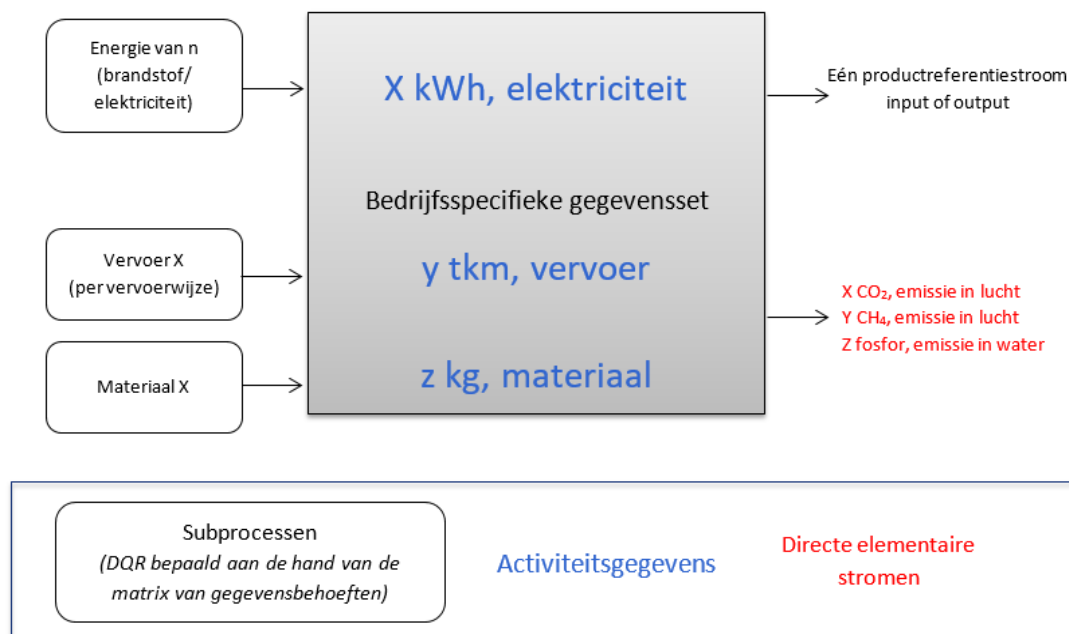 Energie van n
(brandstof/
elektriciteit)
X kWh, elektriciteit
Eén productreferentiestroom
input of output
Bedrijfsspecifieke gegevensset
Vervoer X
(per vervoerwijze)
y tkm, vervoer
X CO₂, emissie in lucht
Y CH₄, emissie in lucht
Z fosfor, emissie in water
Materiaal X
z kg, materiaal
Subprocessen
(DQR bepaald aan de hand van de
matrix van gegevensbehoeften)
Activiteitsgegevens
Directe elementaire
stromen